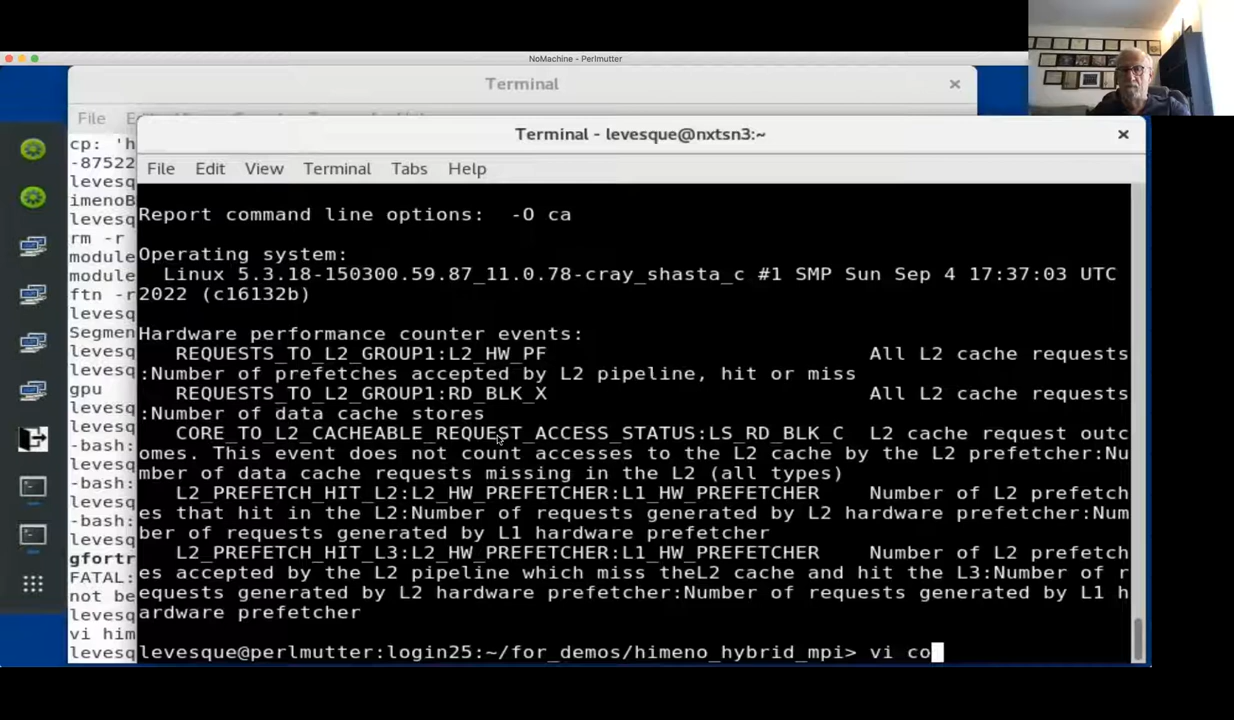 NoMachine - Perlmutter
Terminal
File
cp: 'h
-87522
levesq
imenoB
levesq
rm -r
module
module
ftn -r
levesq
Segmen
levesq
levesq
gpu
levesq
-bash:
levesq
-bash:
levesq
-bash:
levesq
gfortr
FATAL:
not be
levesq
vi him
levesq
Terminal - levesque@nxtsn3:~
File Edit View Terminal Tabs Help
Report command line options:  -O ca
Operating system:
Linux 5.3.18-150300.59.87_11.0.78-cray_shasta_c #1 SMP Sun Sep 4 17:37:03 UTC
2022 (c16132b)
Hardware performance counter events:
REQUESTS_TO_L2_GROUP1:L2_HW_PF All L2 cache requests
:Number of prefetches accepted by L2 pipeline, hit or miss
REQUESTS_TO_L2_GROUP1:RD_BLK_X All L2 cache requests
:Number of data cache stores
CORE_TO_L2_CACHEABLE_REQUEST_ACCESS_STATUS:LS_RD_BLK_C L2 cache request outc
omes. This event does not count accesses to the L2 cache by the L2 prefetcher:Nu
mber of data cache requests missing in the L2 (all types)
L2_PREFETCH_HIT_L2:L2_HW_PREFETCHER:L1_HW_PREFETCHER Number of L2 prefetch
es that hit in the L2:Number of requests generated by L2 hardware prefetcher:Num
ber of requests generated by L1 hardware prefetcher
L2_PREFETCH_HIT_L3:L2_HW_PREFETCHER:L1_HW_PREFETCHER Number of L2 prefetch
es accepted by the L2 pipeline which miss theL2 cache and hit the L3:Number of r
equests generated by L2 hardware prefetcher:Number of requests generated by L1 h
ardware prefetcher
levesque@perlmutter:login25:~/for_demos/himeno_hybrid_mpi> vi co